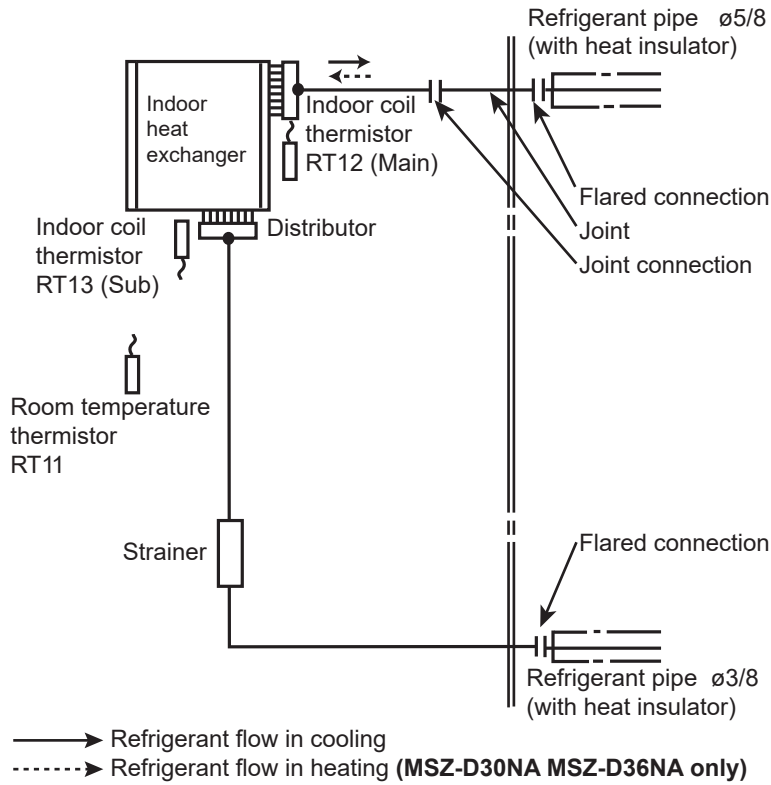 Refrigerant pipe ø5/8
(with heat insulator)
Indoor
heat
exchanger
Indoor coil
thermistor
RT12 (Main)
Flared connection
Joint
Joint connection
Distributor
Indoor coil
thermistor
RT13 (Sub)
Room temperature
thermistor
RT11
Strainer
Flared connection
Refrigerant pipe ø3/8
(with heat insulator)
Refrigerant flow in cooling
Refrigerant flow in heating (MSZ-D30NA MSZ-D36NA only)